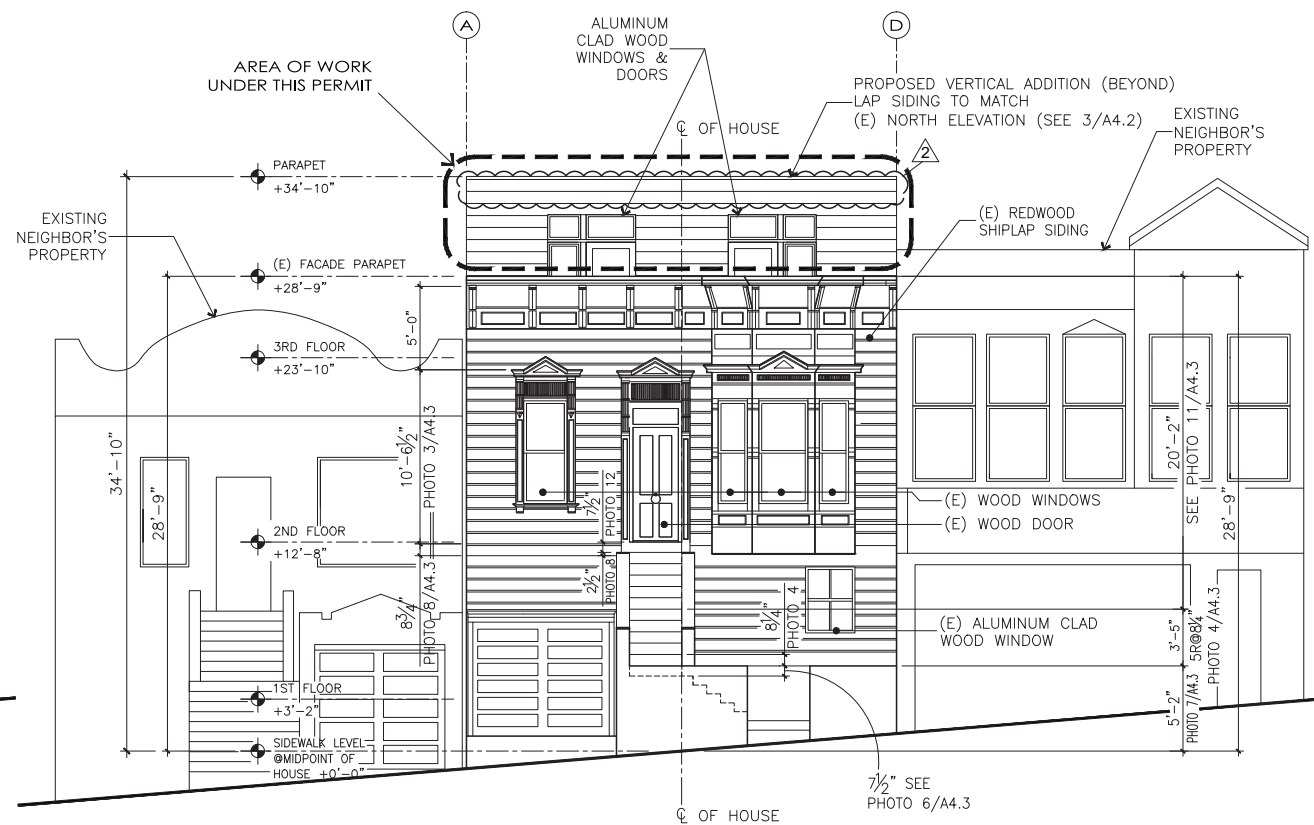 A
D
ALUMINUM
CLAD WOOD
WINDOWS &
DOORS
AREA OF WORK
UNDER THIS PERMIT
PROPOSED VERTICAL ADDITION (BEYOND)
LAP SIDING TO MATCH
(E) NORTH ELEVATION (SEE 3/A4.2)
EXISTING
NEIGHBOR'S
PROPERTY
℄ OF HOUSE
2
PARAPET
+34'-10"
(E) REDWOOD
SHIPLAP SIDING
EXISTING
NEIGHBOR'S
PROPERTY
(E) FACADE PARAPET
+28'-9"
3RD FLOOR
+23'-10"
2ND FLOOR
+12'-8"
1ST FLOOR
+3'-2"
SIDEWALK LEVEL
@MIDPOINT OF
HOUSE +0'-0"
34'-10"
28'-9"
5'-0"
10'-6½"
PHOTO 3/A4.3
8¾"
PHOTO 8/A4.3
7½"
PHOTO 12
2½"
PHOTO 8
8¼"
PHOTO 4
(E) WOOD WINDOWS
(E) WOOD DOOR
(E) ALUMINUM CLAD
WOOD WINDOW
20'-2"
SEE PHOTO 11/A4.3
28'-9"
3'-5" 5R@8¼"
PHOTO 4/A4.3
5'-2"
PHOTO 7/A4.3
7½" SEE
PHOTO 6/A4.3
℄ OF HOUSE